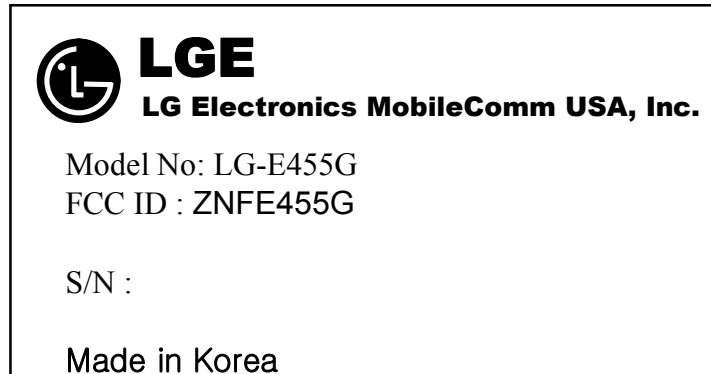 LGE
LG Electronics MobileComm USA, Inc.
Model No: LG-E455G
FCC ID : ZNFE455G
S/N :
Made in Korea